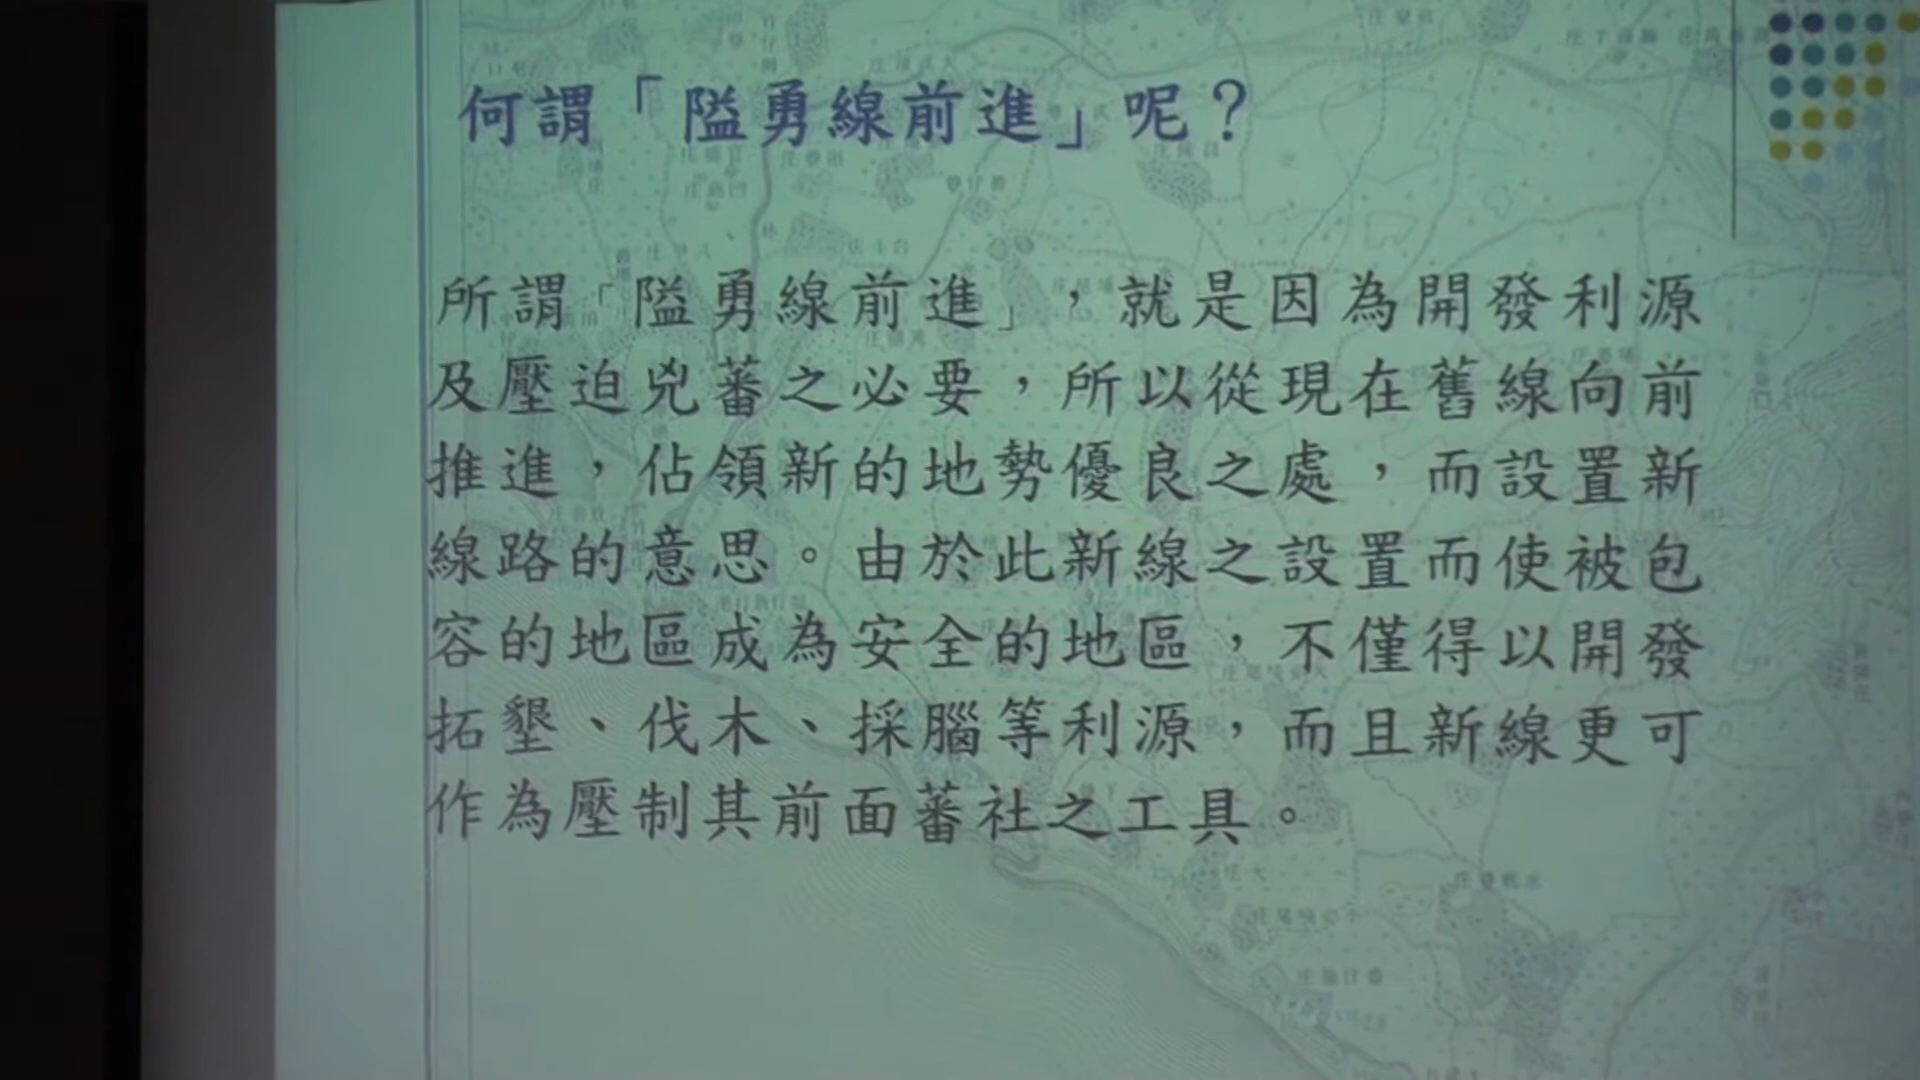 何謂「隘勇線前進」呢？
所謂「隘勇線前進」，就是因為開發利源
及壓迫兇蕃之必要，所以從現在舊線向前
推進，佔領新的地勢優良之處，而設置新
線路的意思。由於此新線之設置而使被包
容的地區成為安全的地區，不僅得以開發
拓墾、伐木、採腦等利源，而且新線更可
作為壓制其前面蕃社之工具。